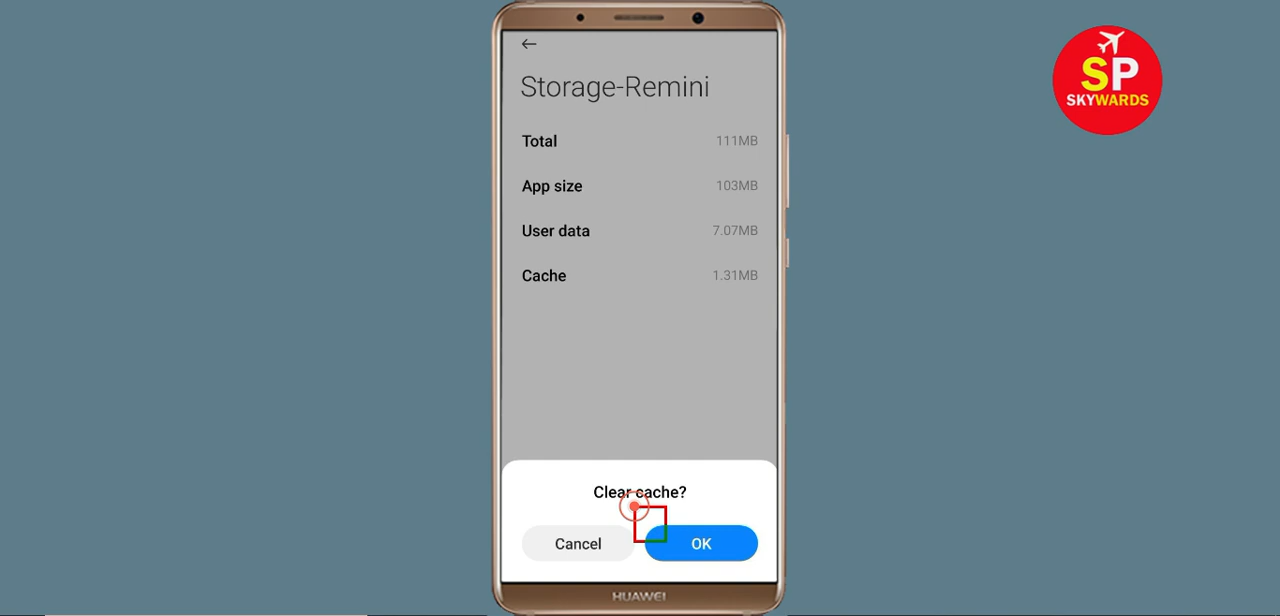 SP
SKYWARDS
Storage-Remini
Total 111MB
App size 103MB
User data 7.07MB
Cache 1.31MB
Clear cache?
Cancel OK
HUAWEI